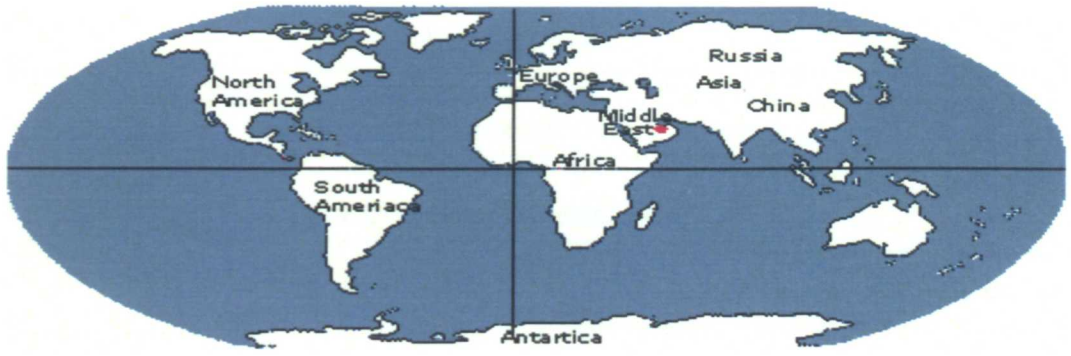 Russia
North
America
Europe
Asia
China
Middle
East
Africa
South
Ameriaca
Antartica